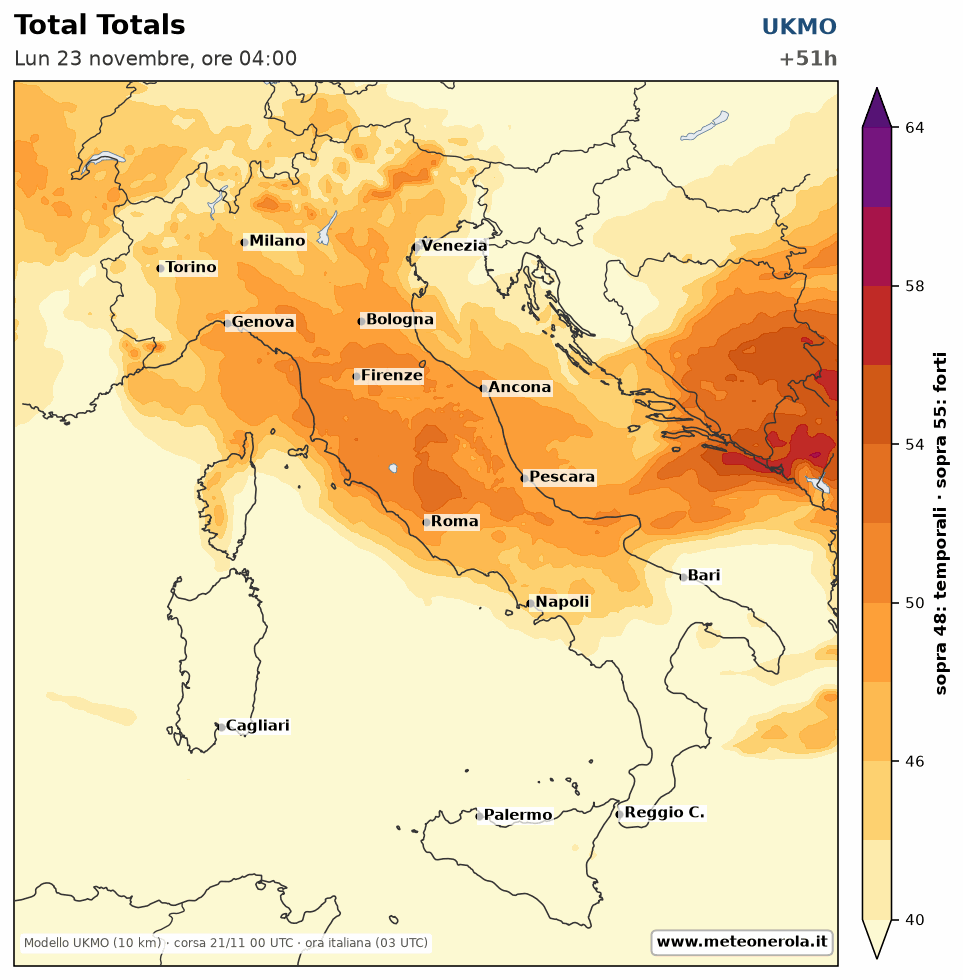 Total Totals
UKMO
Lun 23 novembre, ore 04:00
+51h
64
58
54
50
46
40
sopra 48: temporali · sopra 55: forti
Milano
Venezia
Torino
Genova
Bologna
Firenze
Ancona
Pescara
Roma
Bari
Napoli
Cagliari
Palermo
Reggio C.
Modello UKMO (10 km) · corsa 21/11 00 UTC · ora italiana (03 UTC)
www.meteonerola.it